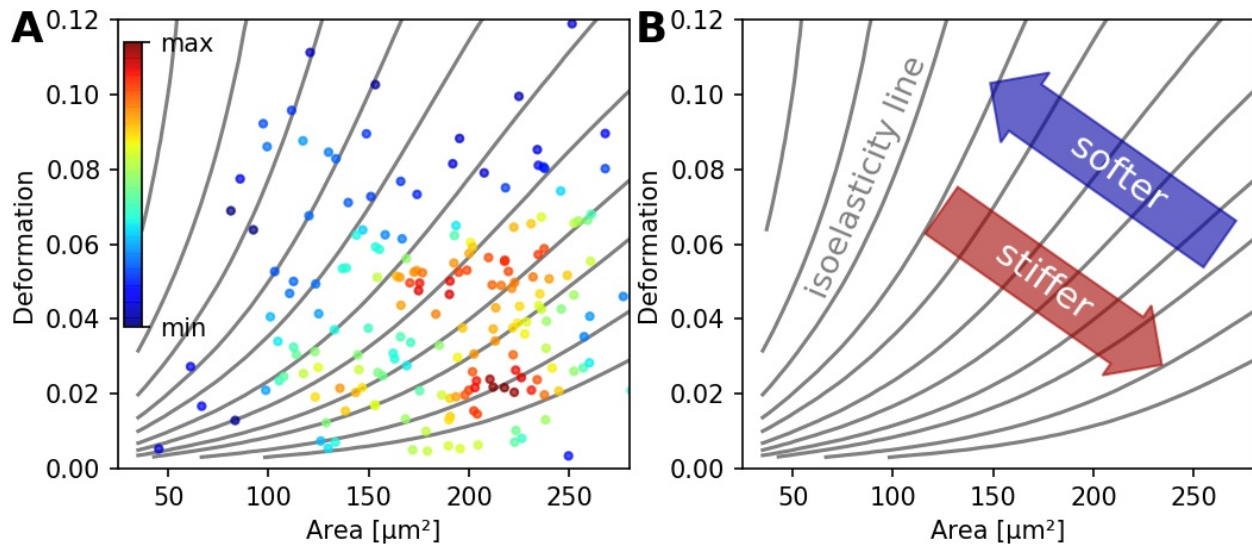 A
max
min
0.12
0.10
0.08
0.06
0.04
0.02
0.00
Deformation
50
100
150
200
250
Area [µm²]
B
0.12
0.10
0.08
0.06
0.04
0.02
0.00
Deformation
isoelasticity line
softer
stiffer
50
100
150
200
250
Area [µm²]